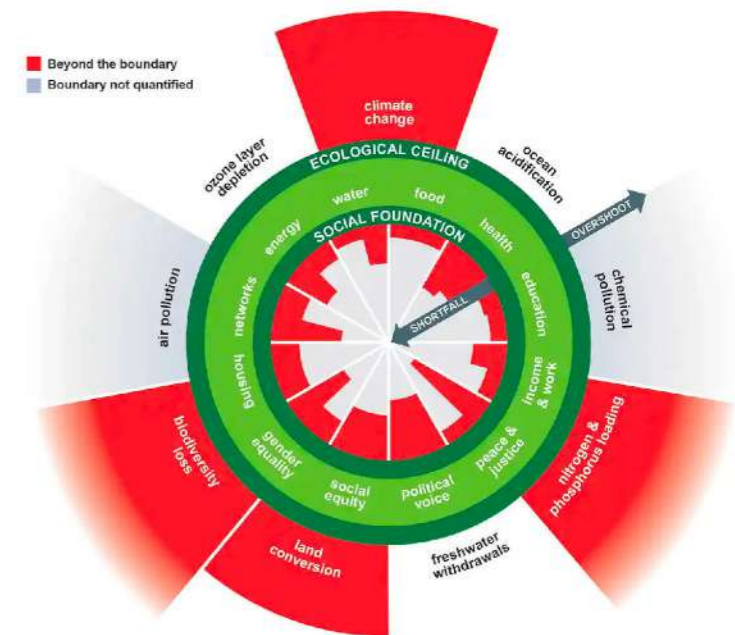 Beyond the boundary
Boundary not quantified
climate
change
ozone layer
depletion
ocean
acidification
ECOLOGICAL CEILING
OVERSHOOT
water
food
energy
health
SOCIAL FOUNDATION
SHORTFALL
networks
education
air pollution
chemical
pollution
housing
income
& work
gender
equality
peace &
justice
social
equity
political
voice
biodiversity
loss
nitrogen &
phosphorus loading
land
conversion
freshwater
withdrawals